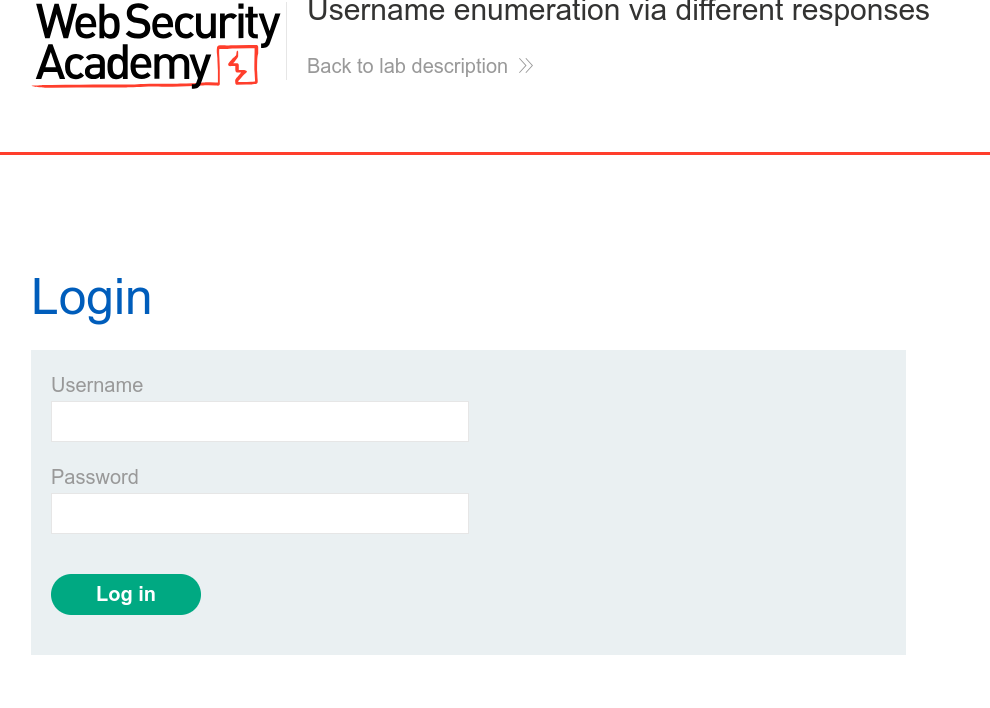 Web Security
Academy
Username enumeration via different responses
Back to lab description
Login
Username
Password
Log in